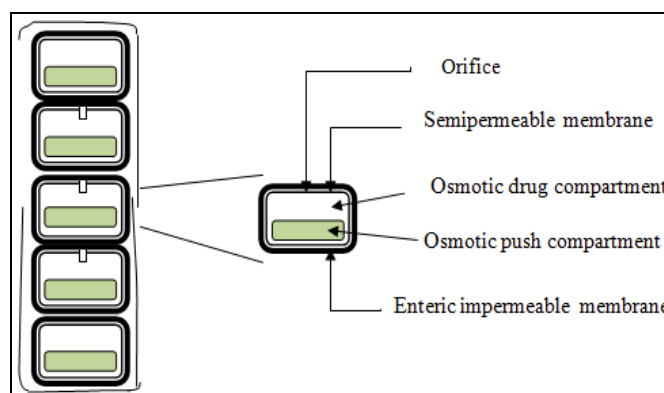 Orifice
Semipermeable membrane
Osmotic drug compartment
Osmotic push compartment
Enteric impermeable membrane